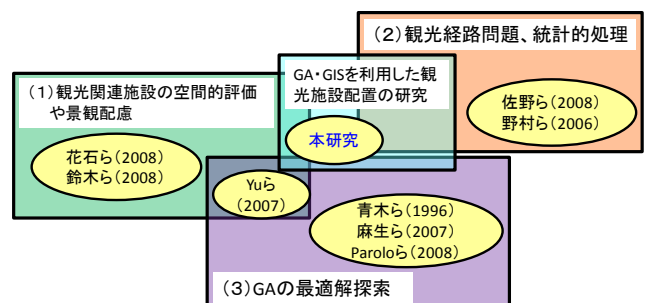 (2)観光経路問題、統計的処理
GA・GISを利用した観
光施設配置の研究
(1)観光関連施設の空間的評価
や景観配慮
佐野ら(2008)
野村ら(2006)
本研究
花石ら(2008)
鈴木ら(2008)
Yuら
(2007)
青木ら(1996)
麻生ら(2007)
Paroloら(2008)
(3)GAの最適解探索